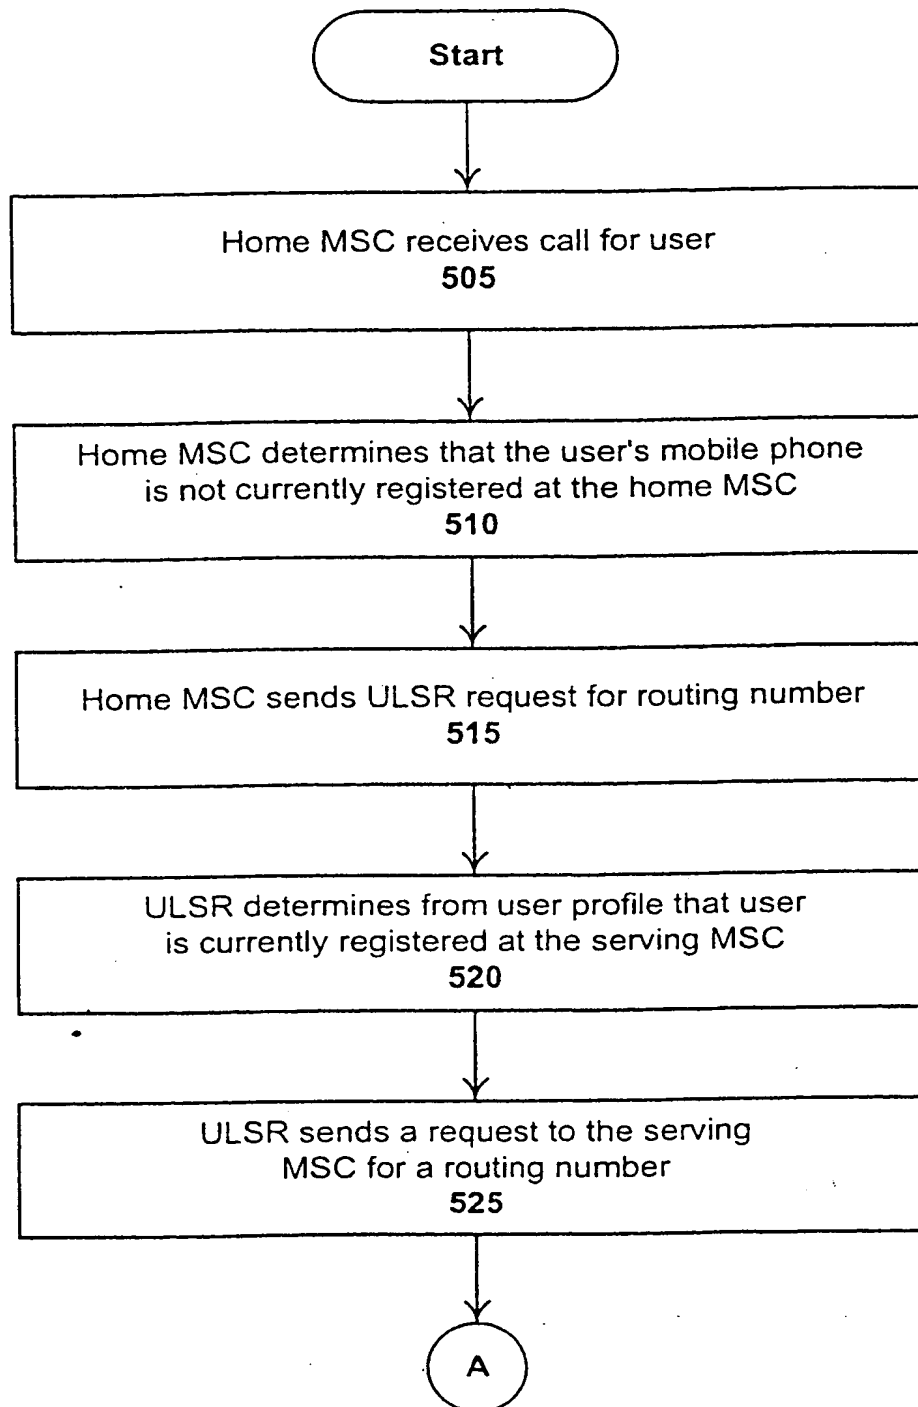 Start
Home MSC receives call for user
505
Home MSC determines that the user's mobile phone
is not currently registered at the home MSC
510
Home MSC sends ULSR request for routing number
515
ULSR determines from user profile that user
is currently registered at the serving MSC
520
ULSR sends a request to the serving
MSC for a routing number
525
A